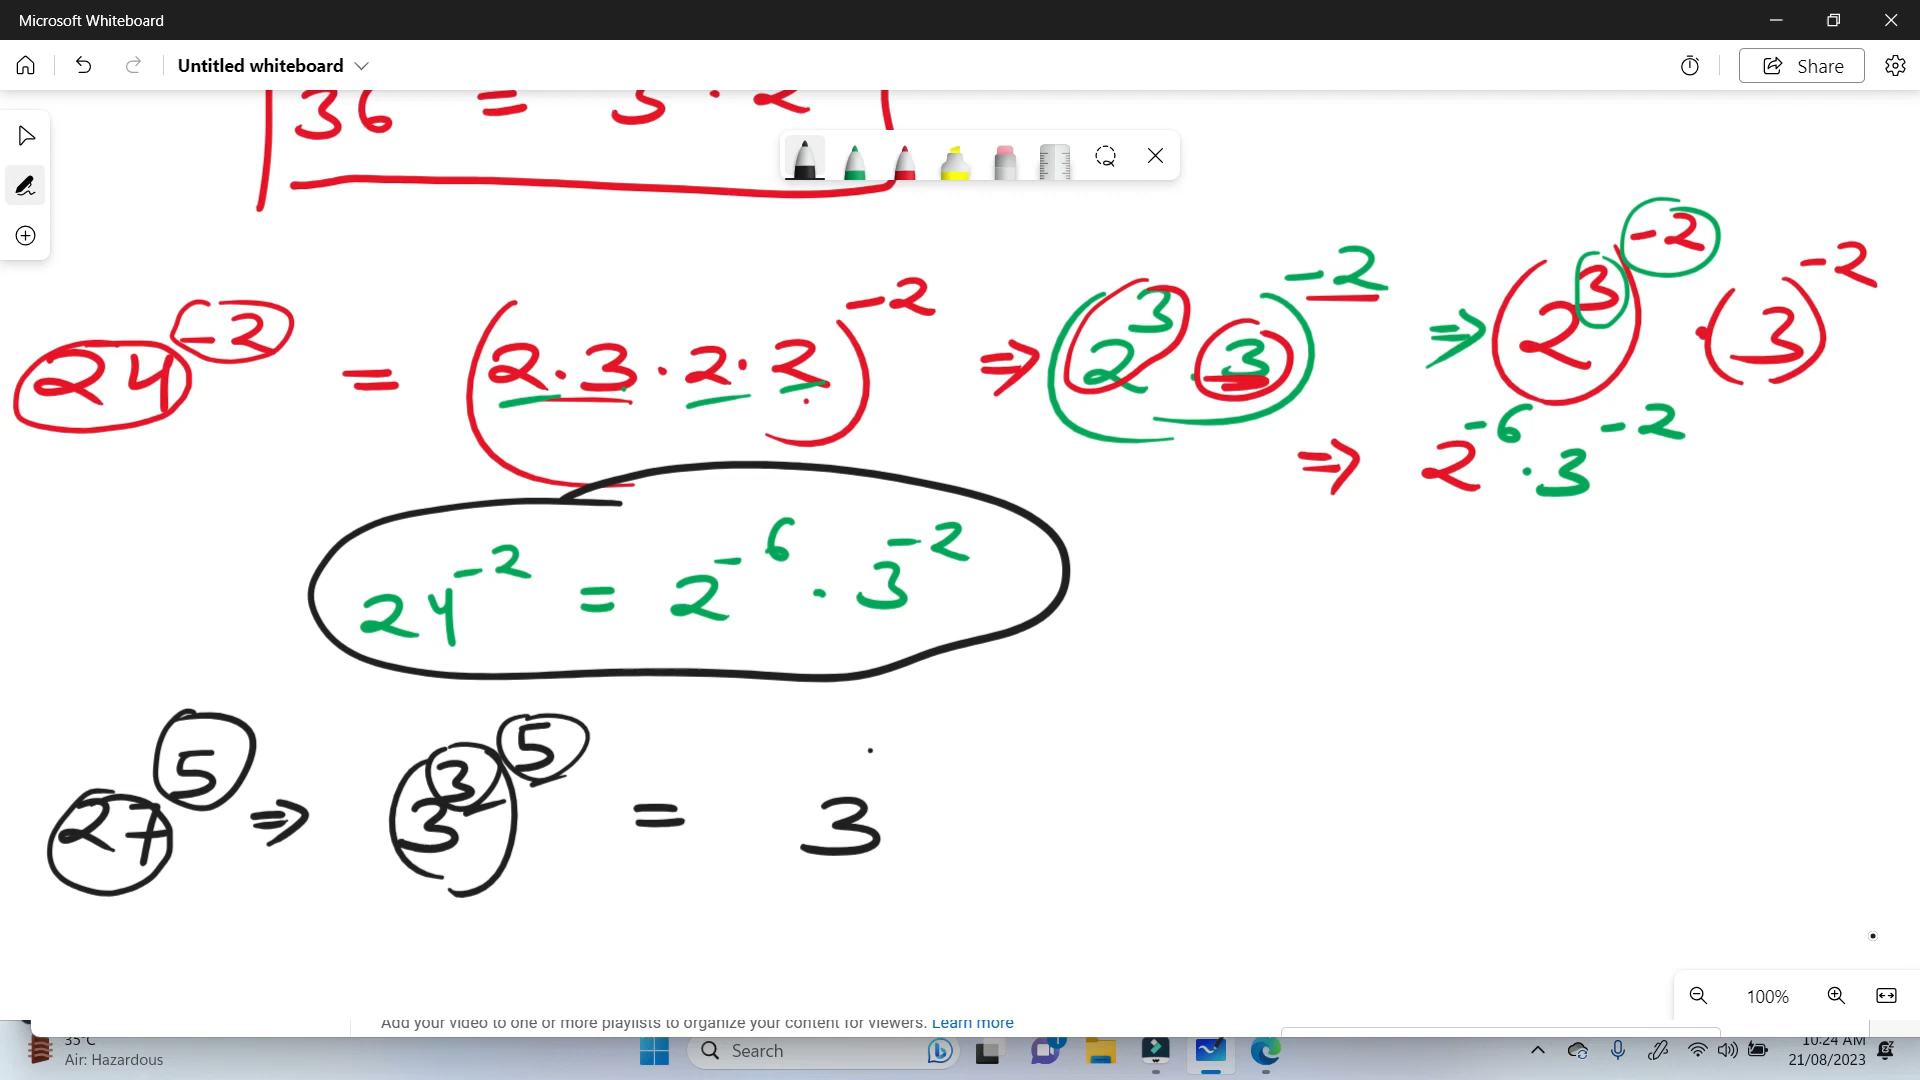 Microsoft Whiteboard
Untitled whiteboard
Share
36 = 3 · 2
24^-2 = (2 · 3 · 2 · 2)^-2 ⇒ (2^3 · 3)^-2 ⇒ (2^3)^-2 · (3)^-2
⇒ 2^-6 · 3^-2
24^-2 = 2^-6 · 3^-2
27^5 ⇒ (3^3)^5 = 3
100%
Add your video to one or more playlists to organize your content for viewers. Learn more
35°C
Air: Hazardous
Search
1
10:24 AM
21/08/2023